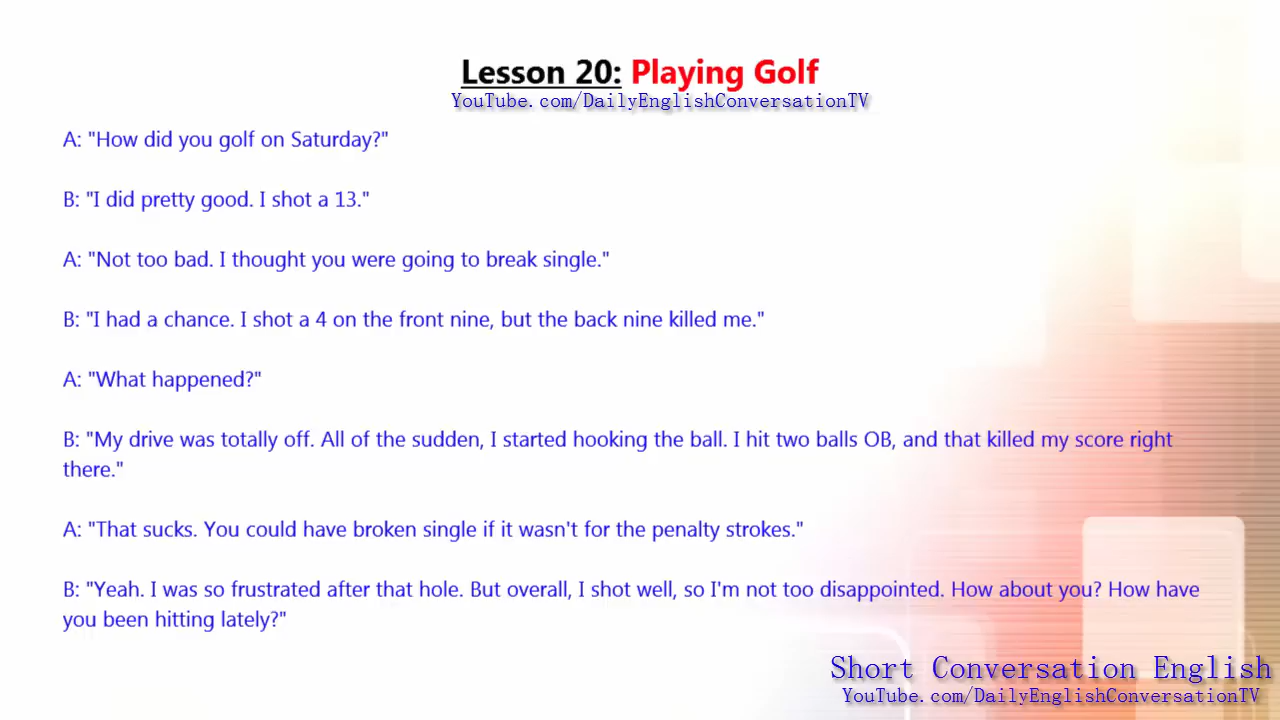 Lesson 20: Playing Golf
YouTube.com/DailyEnglishConversationTV
A: "How did you golf on Saturday?"
B: "I did pretty good. I shot a 13."
A: "Not too bad. I thought you were going to break single."
B: "I had a chance. I shot a 4 on the front nine, but the back nine killed me."
A: "What happened?"
B: "My drive was totally off. All of the sudden, I started hooking the ball. I hit two balls OB, and that killed my score right
there."
A: "That sucks. You could have broken single if it wasn't for the penalty strokes."
B: "Yeah. I was so frustrated after that hole. But overall, I shot well, so I'm not too disappointed. How about you? How have
you been hitting lately?"
Short Conversation English
YouTube.com/DailyEnglishConversationTV